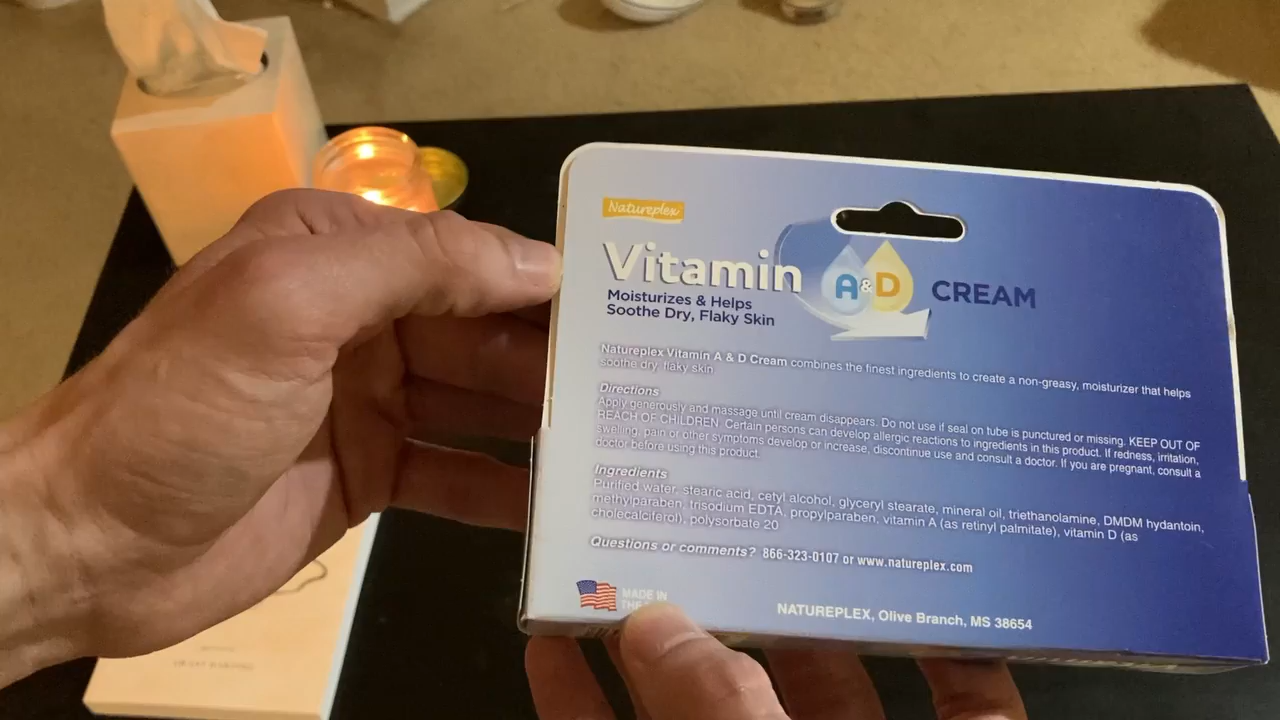 Natureplex
Vitamin A & D CREAM
Moisturizes & Helps
Soothe Dry, Flaky Skin
Natureplex Vitamin A & D Cream combines the finest ingredients to create a non-greasy, moisturizer that helps
soothe dry, flaky skin.
Directions
Apply generously and massage until cream disappears. Do not use if seal on tube is punctured or missing. KEEP OUT OF
REACH OF CHILDREN. Certain persons can develop allergic reactions to ingredients in this product. If redness, irritation,
swelling, pain or other symptoms develop or increase, discontinue use and consult a doctor. If you are pregnant, consult a
doctor before using this product.
Ingredients
Purified water, stearic acid, cetyl alcohol, glyceryl stearate, mineral oil, triethanolamine, DMDM hydantoin,
methylparaben, trisodium EDTA, propylparaben, vitamin A (as retinyl palmitate), vitamin D (as
cholecalciferol), polysorbate 20
Questions or comments? 866-323-0107 or www.natureplex.com
MADE IN
NATUREPLEX, Olive Branch, MS 38654